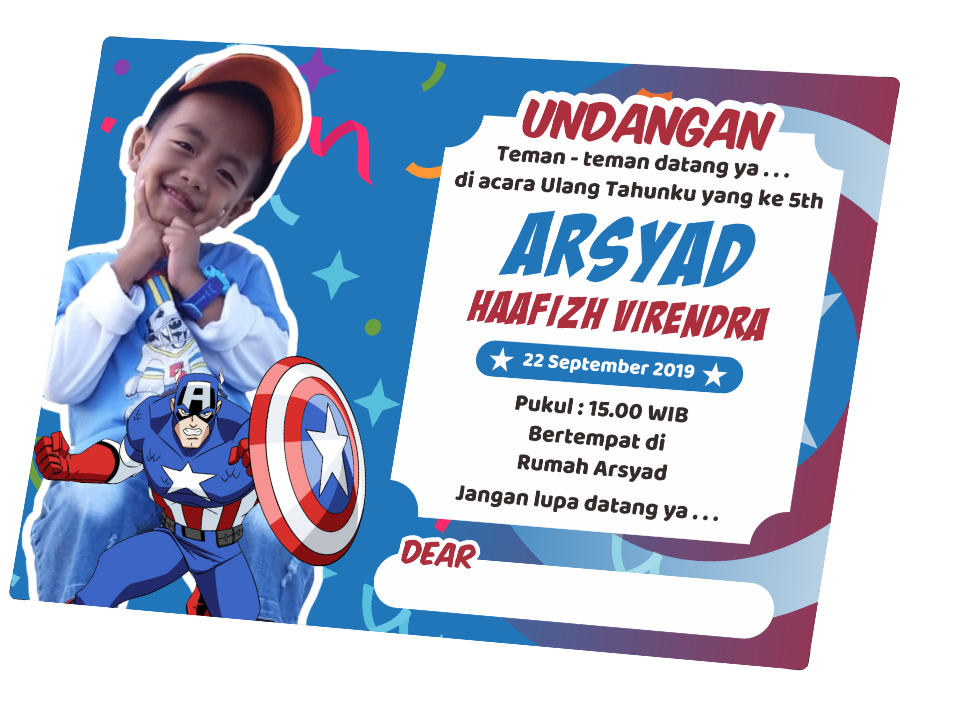 UNDANGAN
Teman - teman datang ya . . .
di acara Ulang Tahunku yang ke 5th
ARSYAD
HAAFIZH VIRENDRA
22 September 2019
Pukul : 15.00 WIB
Bertempat di
Rumah Arsyad
Jangan lupa datang ya . . .
DEAR
A